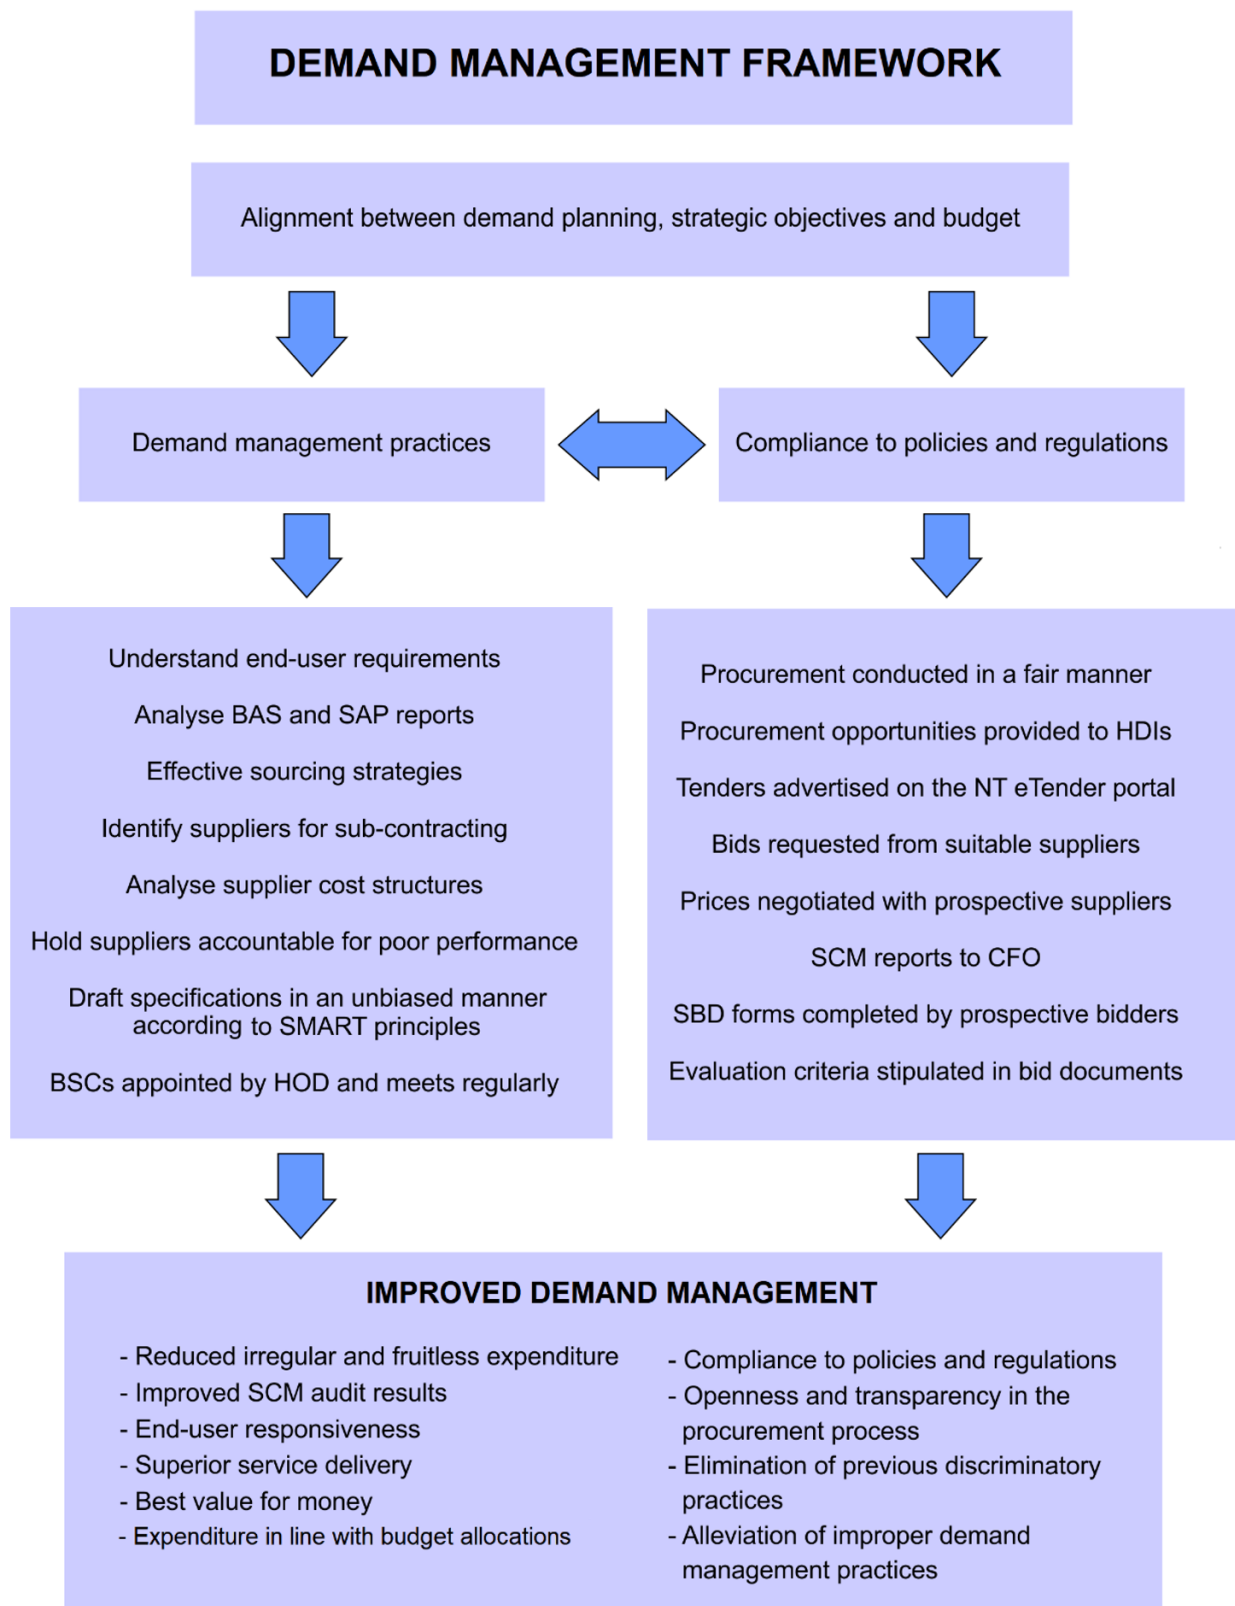 DEMAND MANAGEMENT FRAMEWORK
Alignment between demand planning, strategic objectives and budget
Demand management practices
Compliance to policies and regulations
Understand end-user requirements
Analyse BAS and SAP reports
Effective sourcing strategies
Identify suppliers for sub-contracting
Analyse supplier cost structures
Hold suppliers accountable for poor performance
Draft specifications in an unbiased manner
according to SMART principles
BSCs appointed by HOD and meets regularly
Procurement conducted in a fair manner
Procurement opportunities provided to HDIs
Tenders advertised on the NT eTender portal
Bids requested from suitable suppliers
Prices negotiated with prospective suppliers
SCM reports to CFO
SBD forms completed by prospective bidders
Evaluation criteria stipulated in bid documents
IMPROVED DEMAND MANAGEMENT
- Reduced irregular and fruitless expenditure
- Improved SCM audit results
- End-user responsiveness
- Superior service delivery
- Best value for money
- Expenditure in line with budget allocations
- Compliance to policies and regulations
- Openness and transparency in the
procurement process
- Elimination of previous discriminatory
practices
- Alleviation of improper demand
management practices